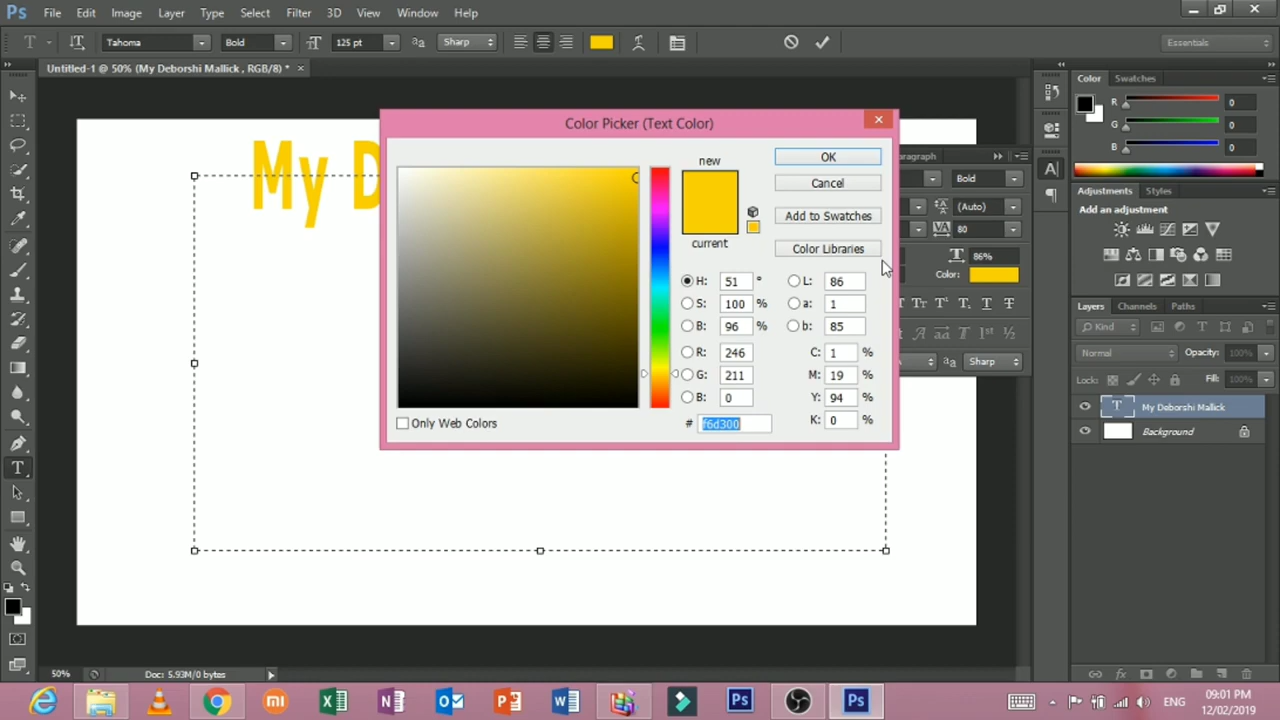 Ps File Edit Image Layer Type Select Filter 3D View Window Help
T Tahoma Bold 125 pt aa Sharp Essentials
Untitled-1 @ 50% (My Deborshi Mallick , RGB/8) * ×
Color Swatches
R 0
G 0
B 0
My D
Color Picker (Text Color)
new
current
OK
Cancel
Add to Swatches
Color Libraries
H: 51 °
S: 100 %
B: 96 %
R: 246
G: 211
B: 0
# f6d300
L: 86
a: 1
b: 85
C: 1 %
M: 19 %
Y: 94 %
K: 0 %
Only Web Colors
aragraph
Bold
(Auto)
80
86%
Color:
aa Sharp
Adjustments Styles
Add an adjustment
Layers Channels Paths
Kind
Normal Opacity: 100%
Lock: Fill: 100%
T My Deborshi Mallick
Background
50% Doc: 5.93M/0 bytes
ENG
09:01 PM
12/02/2019